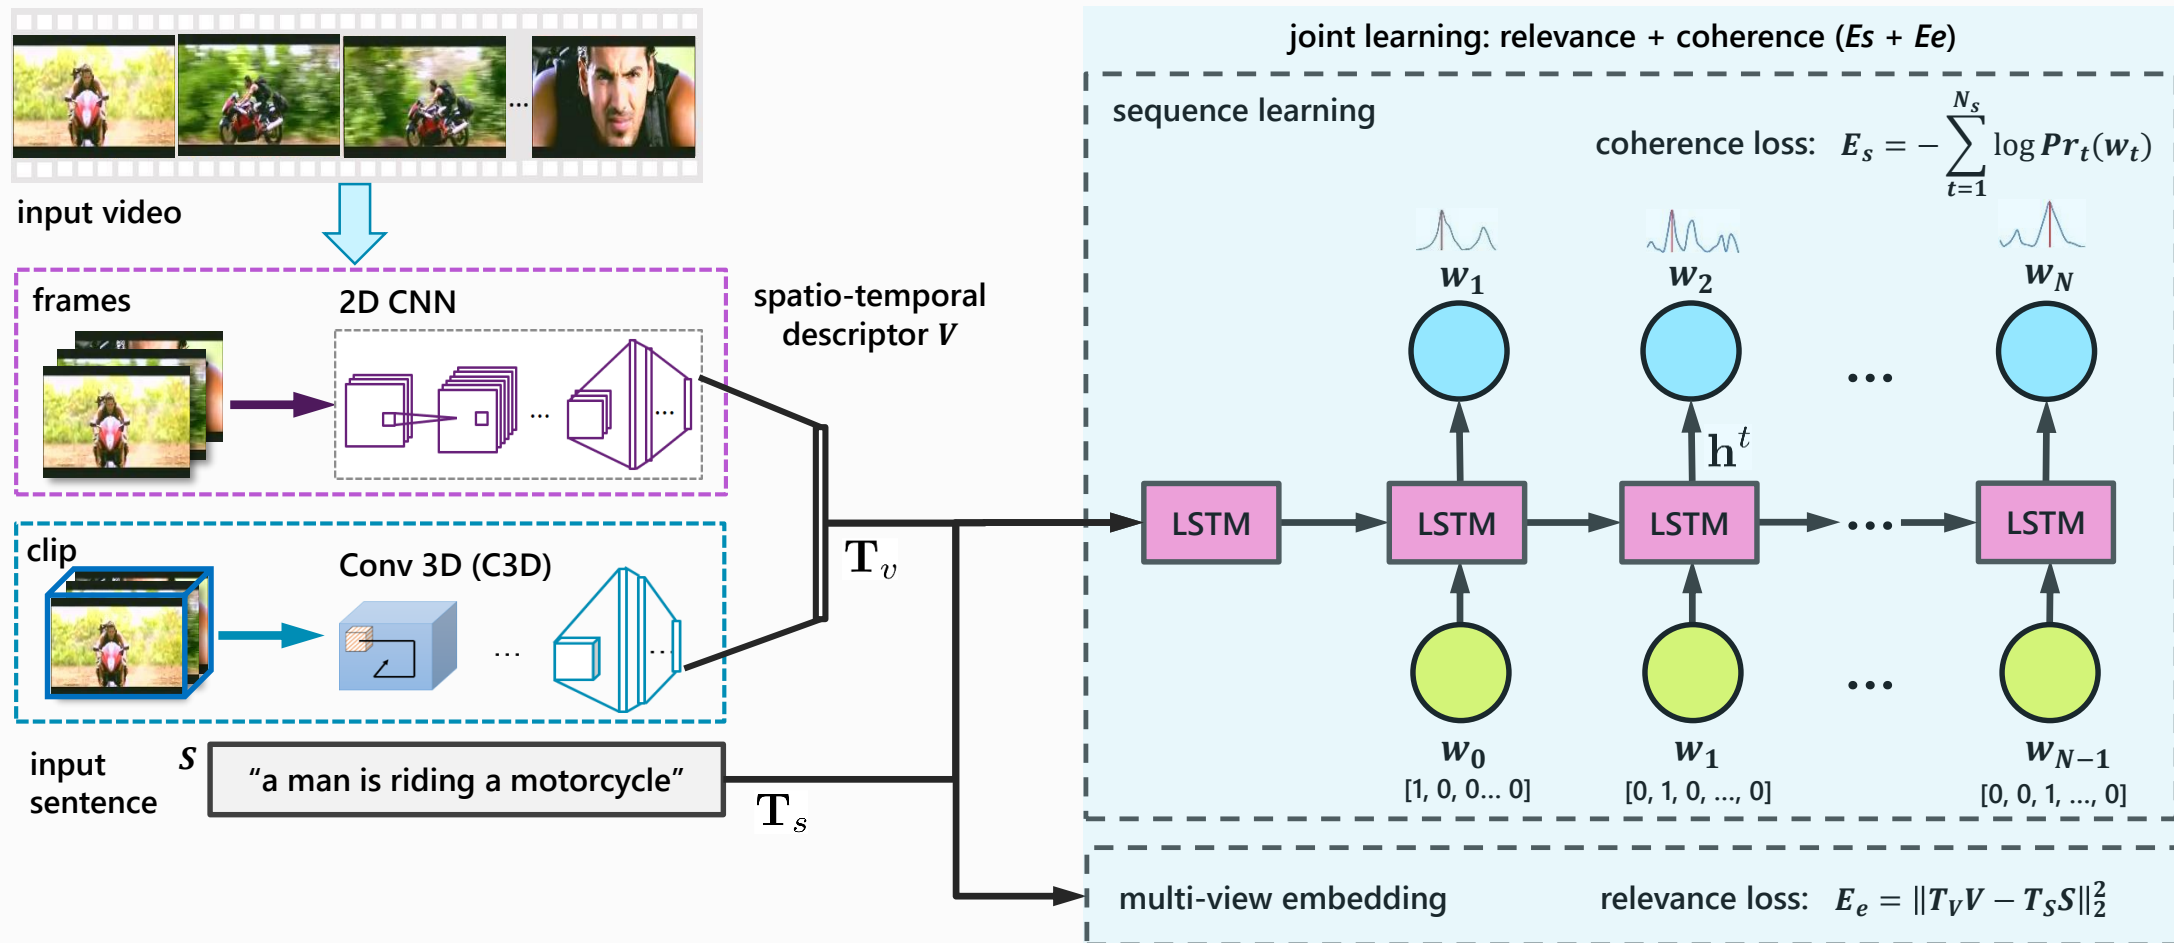 input video
frames
2D CNN
...
...
spatio-temporal
descriptor V
clip
Conv 3D (C3D)
...
...
T_v
input
sentence
S
“a man is riding a motorcycle”
T_s
joint learning: relevance + coherence (Es + Ee)
sequence learning
coherence loss: E_s = − ∑_{t=1}^{N_s} log Pr_t(w_t)
w_1
w_2
w_N
...
h^t
LSTM
LSTM
LSTM
...
LSTM
...
w_0
w_1
w_{N−1}
[1, 0, 0... 0]
[0, 1, 0, ..., 0]
[0, 0, 1, ..., 0]
multi-view embedding
relevance loss: E_e = ‖T_V V − T_S S‖_2^2